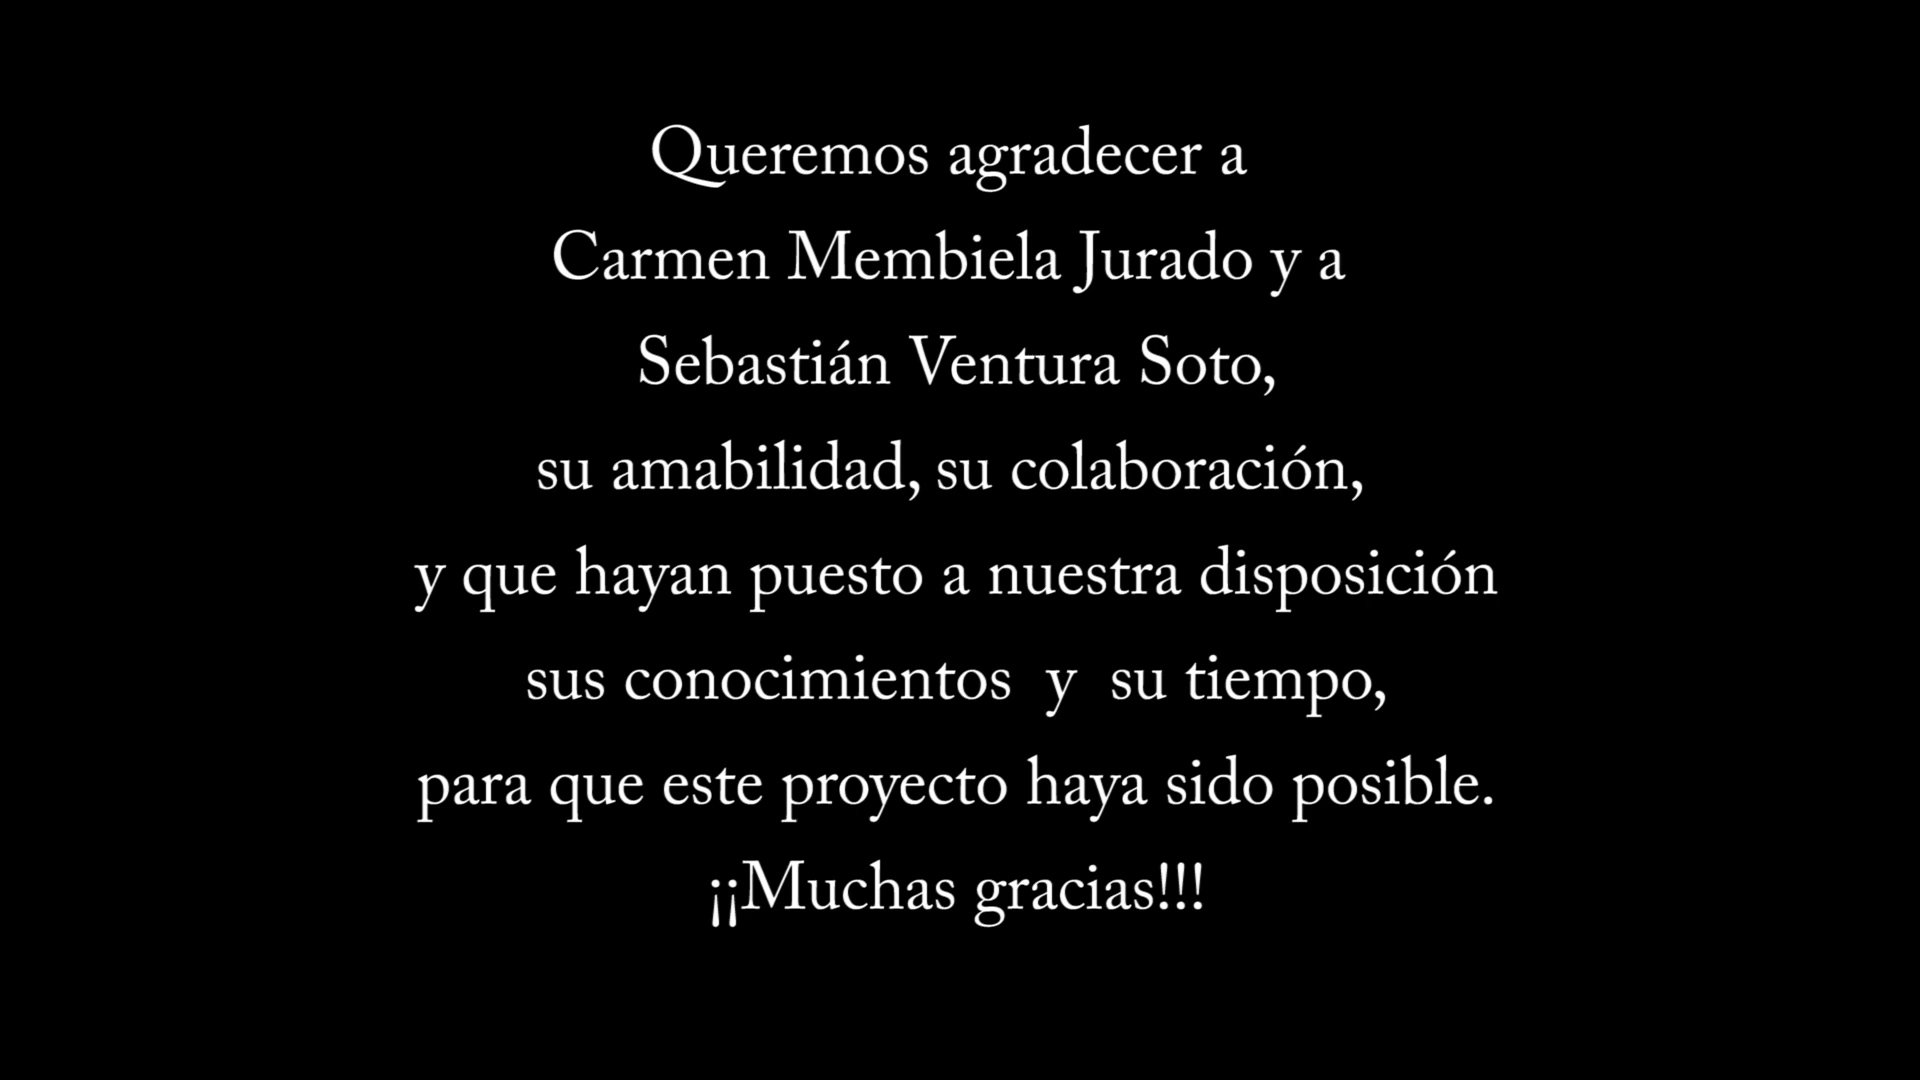 Queremos agradecer a
Carmen Membiela Jurado y a
Sebastián Ventura Soto,
su amabilidad, su colaboración,
y que hayan puesto a nuestra disposición
sus conocimientos  y  su tiempo,
para que este proyecto haya sido posible.
¡¡Muchas gracias!!!